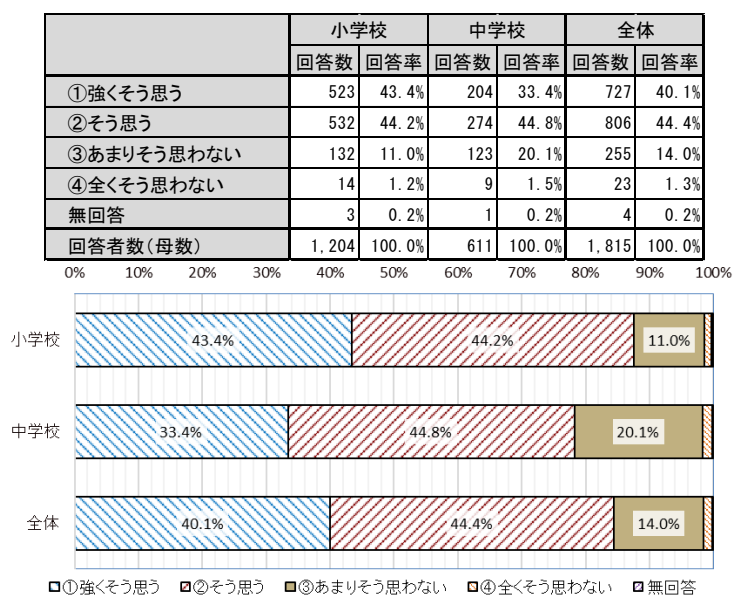 小学校 中学校 全体
回答数 回答率 回答数 回答率 回答数 回答率
①強くそう思う 523 43.4% 204 33.4% 727 40.1%
②そう思う 532 44.2% 274 44.8% 806 44.4%
③あまりそう思わない 132 11.0% 123 20.1% 255 14.0%
④全くそう思わない 14 1.2% 9 1.5% 23 1.3%
無回答 3 0.2% 1 0.2% 4 0.2%
回答者数(母数) 1,204 100.0% 611 100.0% 1,815 100.0%
0% 10% 20% 30% 40% 50% 60% 70% 80% 90% 100%
小学校 43.4% 44.2% 11.0%
中学校 33.4% 44.8% 20.1%
全体 40.1% 44.4% 14.0%
①強くそう思う ②そう思う ③あまりそう思わない ④全くそう思わない 無回答